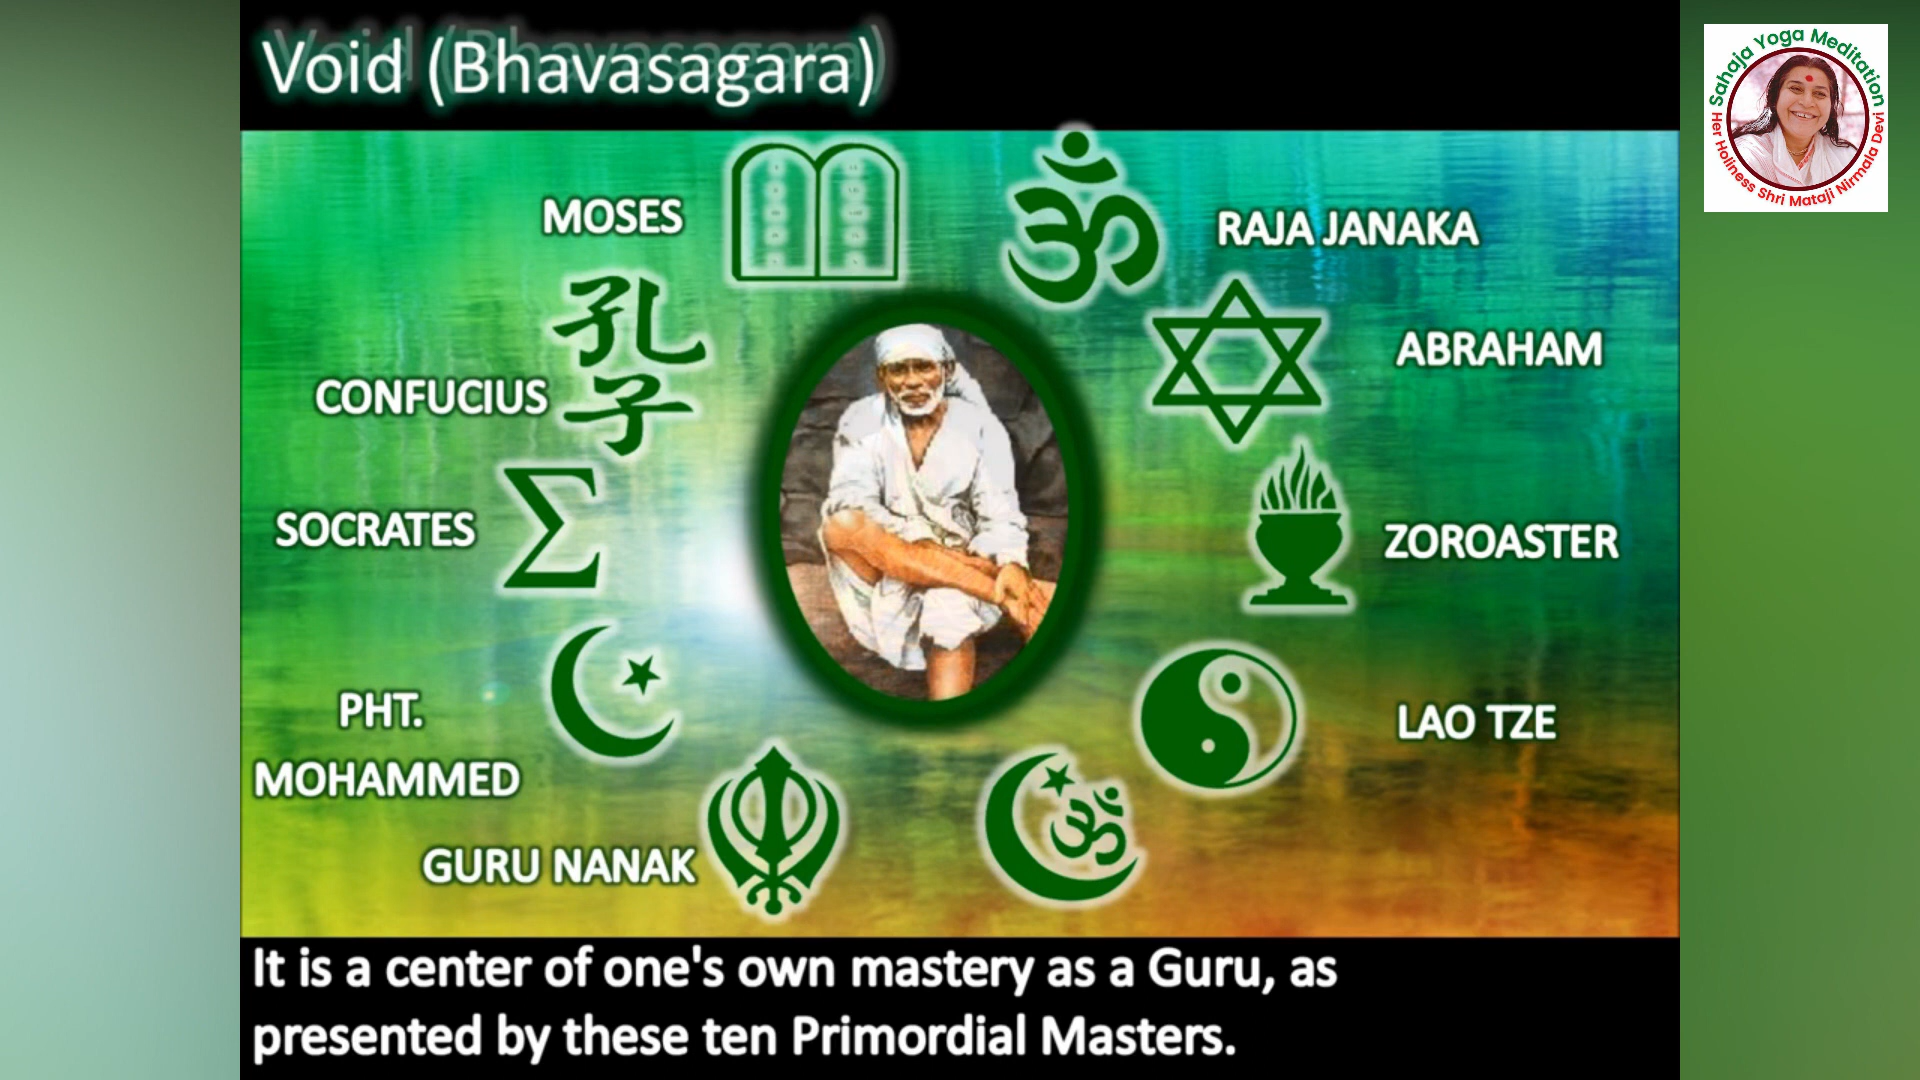 Void (Bhavasagara)
Sahaja Yoga Meditation
Her Holiness Shri Mataji Nirmala Devi
MOSES
ॐ
RAJA JANAKA
孔
子
CONFUCIUS
ABRAHAM
Σ
SOCRATES
ZOROASTER
PHT.
MOHAMMED
LAO TZE
ॐ
GURU NANAK
It is a center of one's own mastery as a Guru, as
presented by these ten Primordial Masters.